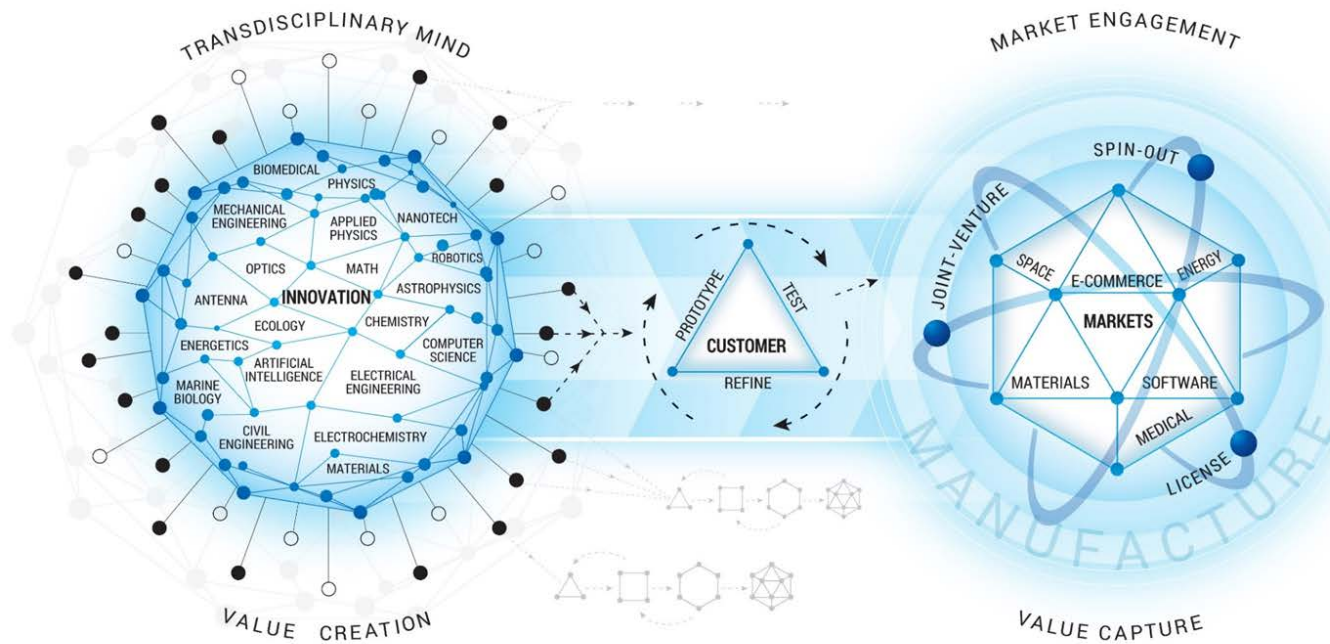 TRANSDISCIPLINARY MIND
BIOMEDICAL
PHYSICS
MECHANICAL
ENGINEERING
APPLIED
PHYSICS
NANOTECH
ROBOTICS
OPTICS
MATH
ASTROPHYSICS
ANTENNA
INNOVATION
ECOLOGY
CHEMISTRY
ENERGETICS
COMPUTER
SCIENCE
ARTIFICIAL
INTELLIGENCE
ELECTRICAL
ENGINEERING
MARINE
BIOLOGY
CIVIL
ENGINEERING
ELECTROCHEMISTRY
MATERIALS
VALUE CREATION
PROTOTYPE
TEST
CUSTOMER
REFINE
MARKET ENGAGEMENT
SPIN-OUT
JOINT-VENTURE
SPACE
E-COMMERCE
ENERGY
MARKETS
MATERIALS
SOFTWARE
MEDICAL
LICENSE
MANUFACTURE
VALUE CAPTURE